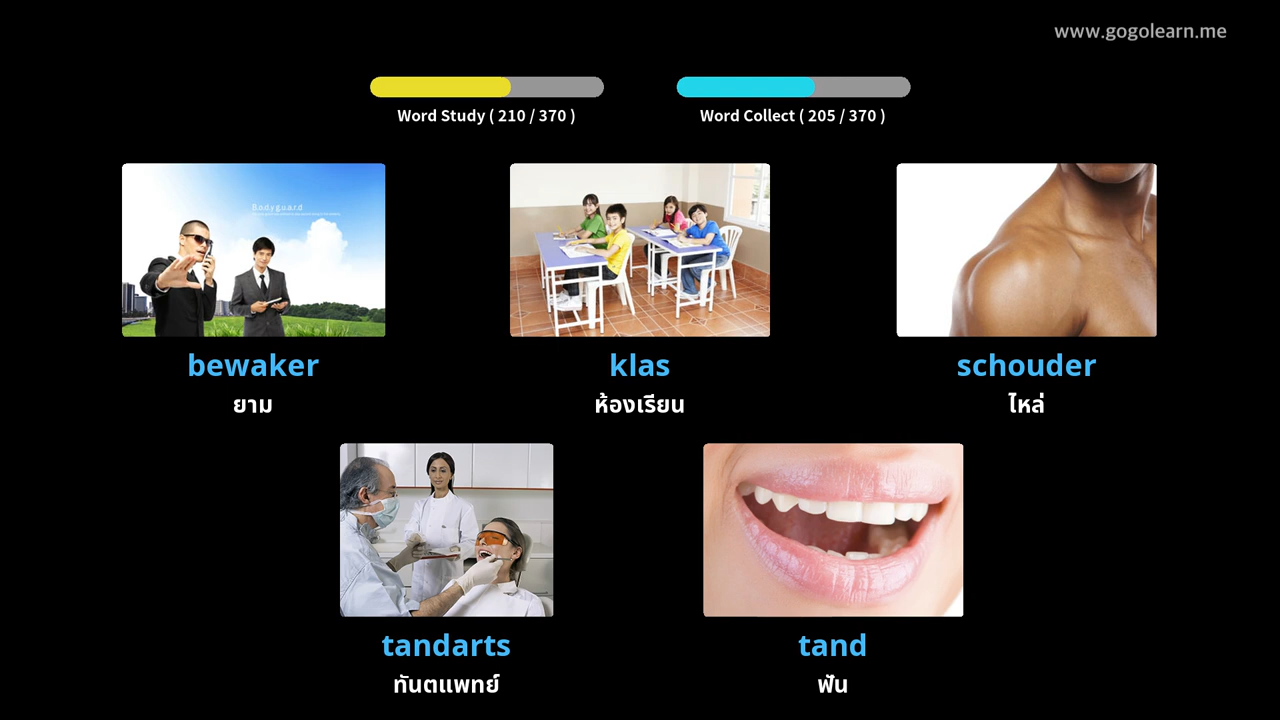 www.gogolearn.me
Word Study ( 210 / 370 )
Word Collect ( 205 / 370 )
Bodyguard
bewaker
klas
schouder
ยาม
ห้องเรียน
ไหล่
tandarts
tand
ทันตแพทย์
ฟัน